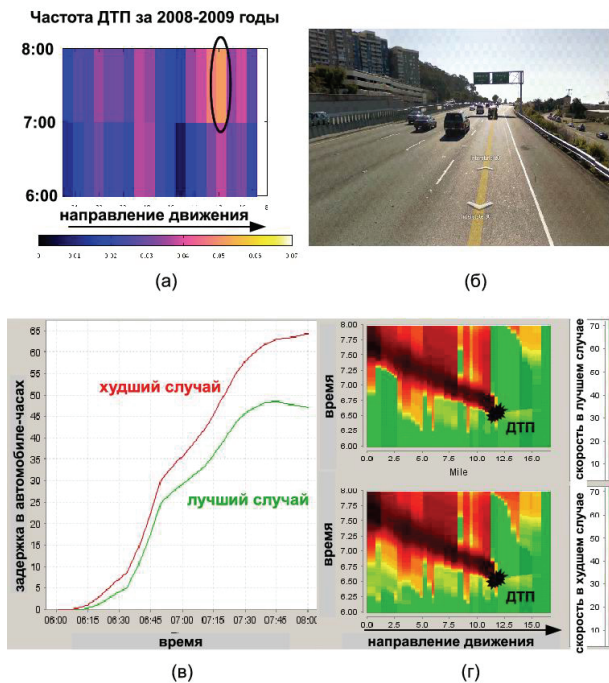 Частота ДТП за 2008-2009 годы
8:00
7:00
6:00
8
направление движения
0 0.01 0.02 0.03 0.04 0.05 0.06 0.07
(а)
(б)
65
60
55
50
45
40
35
30
25
20
15
10
5
0
задержка в автомобиле-часах
худший случай
лучший случай
06:00 06:15 06:30 06:45 07:00 07:15 07:30 07:45 08:00
время
(в)
8.00
7.75
7.50
7.25
7.00
6.75
6.50
6.25
6.00
время
ДТП
0.0 2.5 5.0 7.5 10.0 12.5 15.0
Mile
70
60
50
40
30
20
10
скорость в лучшем случае
8.00
7.75
7.50
7.25
7.00
6.75
6.50
6.25
6.00
время
ДТП
0.0 2.5 5.0 7.5 10.0 12.5 15.0
направление движения
70
60
50
40
30
20
10
скорость в худшем случае
(г)